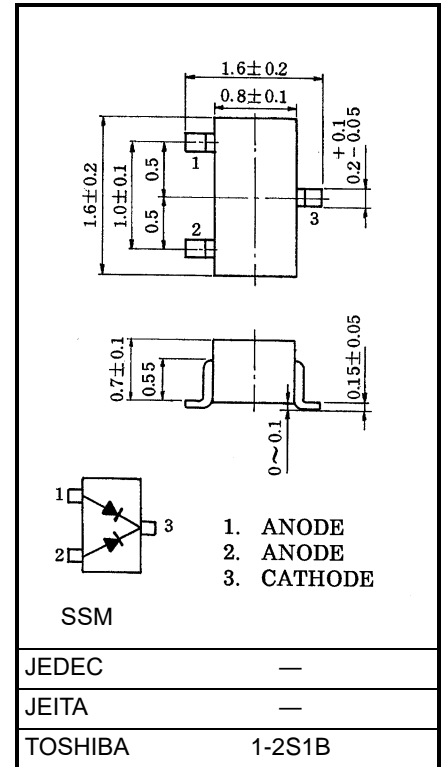 1.6±0.2
0.8±0.1
+ 0.1
0.2 - 0.05
1
0.5
1.6±0.2
1.0±0.1
0.5
2
3
0.7±0.1
0.55
0.15±0.05
0~0.1
1
3
2
1. ANODE
2. ANODE
3. CATHODE
SSM
JEDEC —
JEITA —
TOSHIBA 1-2S1B